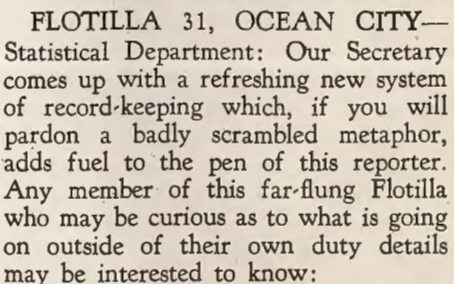 FLOTILLA 31, OCEAN CITY—
Statistical Department: Our Secretary
comes up with a refreshing new system
of record-keeping which, if you will
pardon a badly scrambled metaphor,
adds fuel to the pen of this reporter.
Any member of this far-flung Flotilla
who may be curious as to what is going
on outside of their own duty details
may be interested to know: